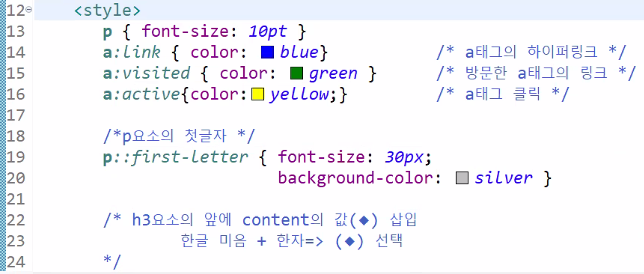 12 <style>
13 p { font-size: 10pt }
14 a:link { color: blue} /* a태그의 하이퍼링크 */
15 a:visited { color: green } /* 방문한 a태그의 링크 */
16 a:active{color: yellow;} /* a태그 클릭 */
17
18 /*p요소의 첫글자 */
19 p::first-letter { font-size: 30px;
20 background-color: silver }
21
22 /* h3요소의 앞에 content의 값(◆) 삽입
23 한글 미음 + 한자=> (◆) 선택
24 */